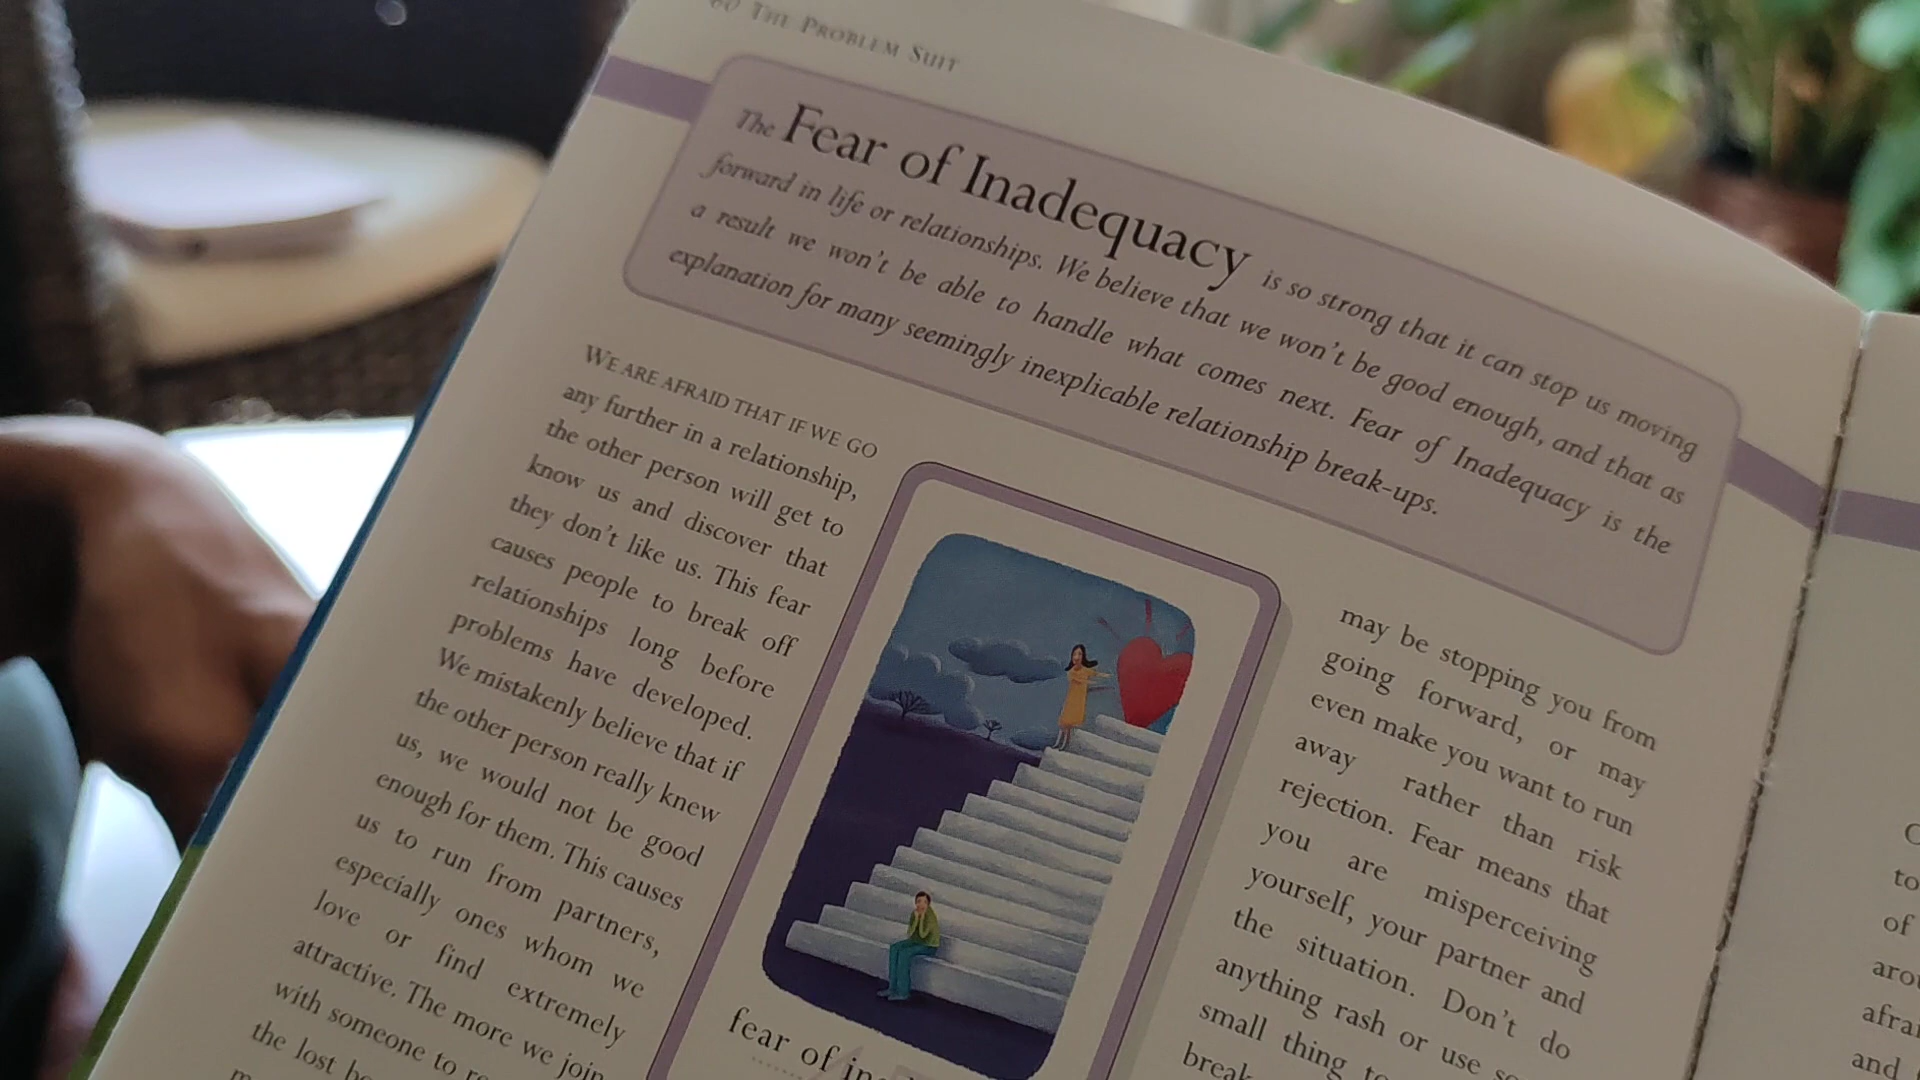 60 THE PROBLEM SUIT
The Fear of Inadequacy is so strong that it can stop us moving
forward in life or relationships. We believe that we won't be good enough, and that as
a result we won't be able to handle what comes next. Fear of Inadequacy is the
explanation for many seemingly inexplicable relationship break-ups.
WE ARE AFRAID THAT IF WE GO
any further in a relationship,
the other person will get to
know us and discover that
they don't like us. This fear
causes people to break off
relationships long before
problems have developed.
We mistakenly believe that if
the other person really knew
us, we would not be good
enough for them. This causes
us to run from partners,
especially ones whom we
love or find extremely
attractive. The more we join
with someone to
the lost
fear of
may be stopping you from
going forward, or may
even make you want to run
away rather than risk
rejection. Fear means that
you are misperceiving
yourself, your partner and
the situation. Don't do
anything rash or use
small thing to
break
to
of
and